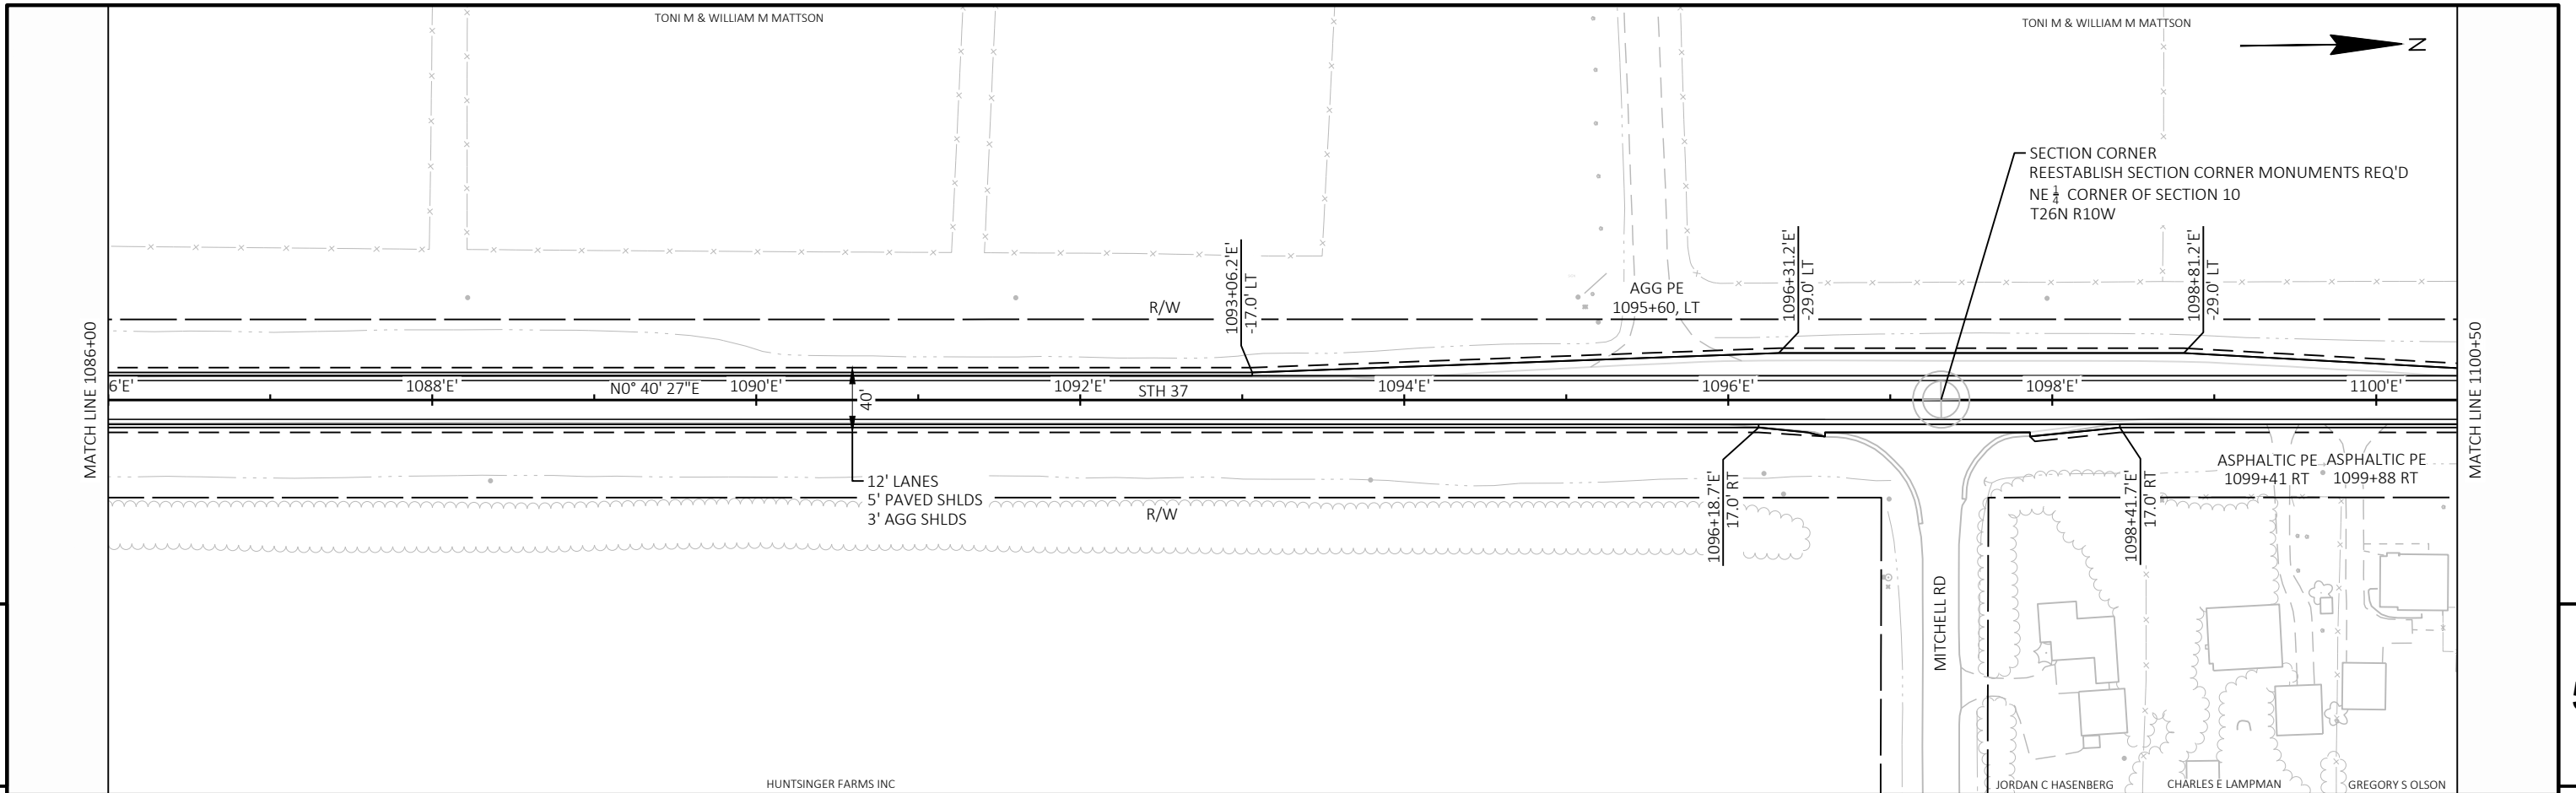 TONI M & WILLIAM M MATTSON
TONI M & WILLIAM M MATTSON
N
SECTION CORNER
REESTABLISH SECTION CORNER MONUMENTS REQ'D
NE 1/4 CORNER OF SECTION 10
T26N R10W
1093+06.2'E'
-17.0' LT
R/W
AGG PE
1095+60, LT
1096+31.2'E'
-29.0' LT
1098+81.2'E'
-29.0' LT
MATCH LINE 1086+00
6'E'
1088'E'
N0° 40' 27"E
1090'E'
40'
1092'E'
STH 37
1094'E'
1096'E'
1098'E'
1100'E'
MATCH LINE 1100+50
12' LANES
5' PAVED SHLDS
3' AGG SHLDS
R/W
1096+18.7'E'
17.0' RT
1098+41.7'E'
17.0' RT
ASPHALTIC PE
1099+41 RT
ASPHALTIC PE
1099+88 RT
MITCHELL RD
HUNTSINGER FARMS INC
JORDAN C HASENBERG
CHARLES E LAMPMAN
GREGORY S OLSON